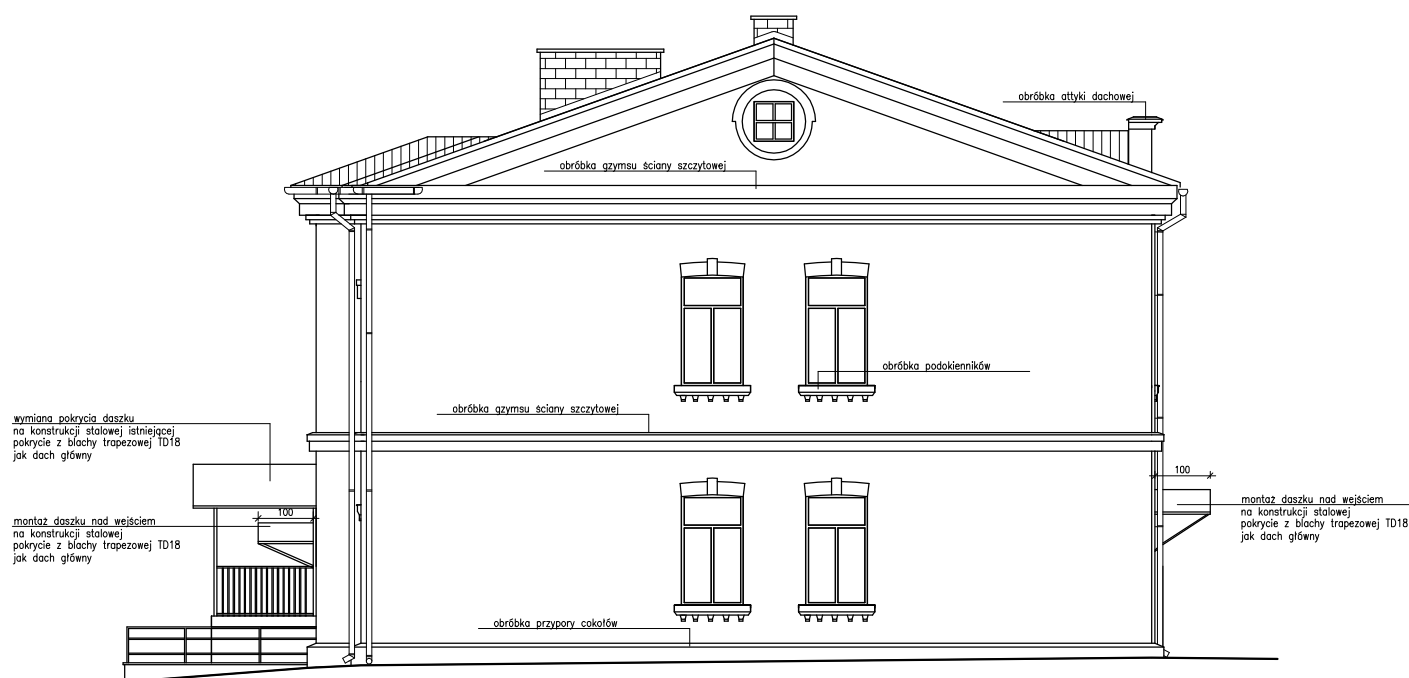 obróbka attyki dachowej
obróbka gzymsu ściany szczytowej
obróbka podokienników
obróbka gzymsu ściany szczytowej
wymiana pokrycia daszku
na konstrukcji stalowej istniejącej
pokrycie z blachy trapezowej TD18
jak dach główny
100
100
montaż daszku nad wejściem
na konstrukcji stalowej
pokrycie z blachy trapezowej TD18
jak dach główny
montaż daszku nad wejściem
na konstrukcji stalowej
pokrycie z blachy trapezowej TD18
jak dach główny
obróbka przypory cokołów